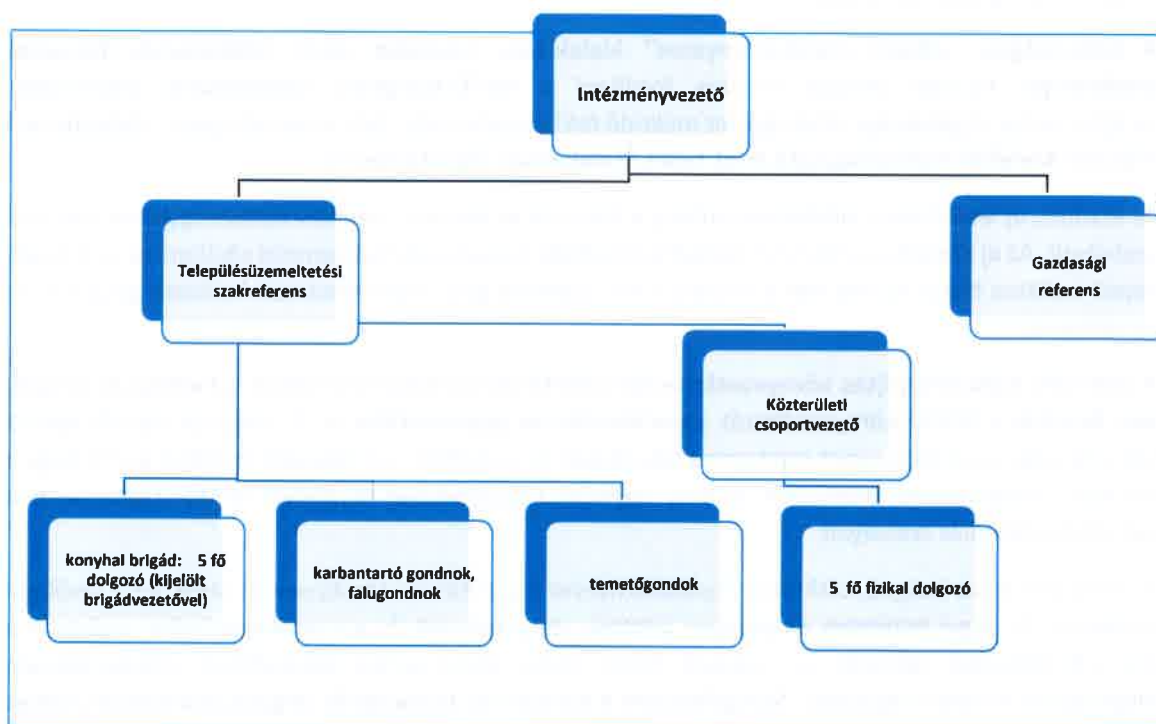 Intézményvezető
Településüzemeltetési
szakreferens
Gazdasági
referens
Közterületi
csoportvezető
konyhai brigád: 5 fő
dolgozó (kijelölt
brigádvezetővel)
karbantartó gondnok,
falugondnok
temetőgondok
5 fő fizikai dolgozó